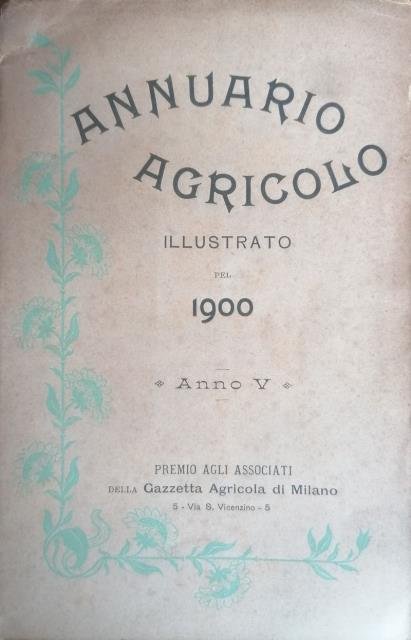 ANNUARIO
AGRICOLO
ILLUSTRATO
PEL
1900
Anno V
PREMIO AGLI ASSOCIATI
DELLA Gazzetta Agricola di Milano
5 - Via S. Vicenzino - 5